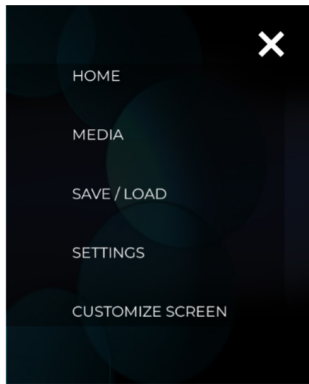 HOME
MEDIA
SAVE / LOAD
SETTINGS
CUSTOMIZE SCREEN